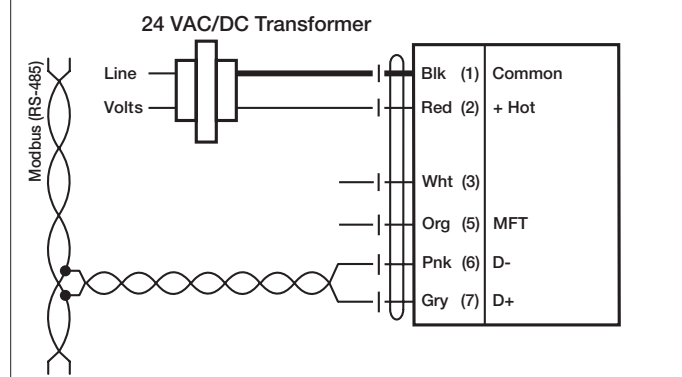 24 VAC/DC Transformer
Modbus (RS-485)
Line
Volts
Blk (1) Common
Red (2) + Hot
Wht (3)
Org (5) MFT
Pnk (6) D-
Gry (7) D+